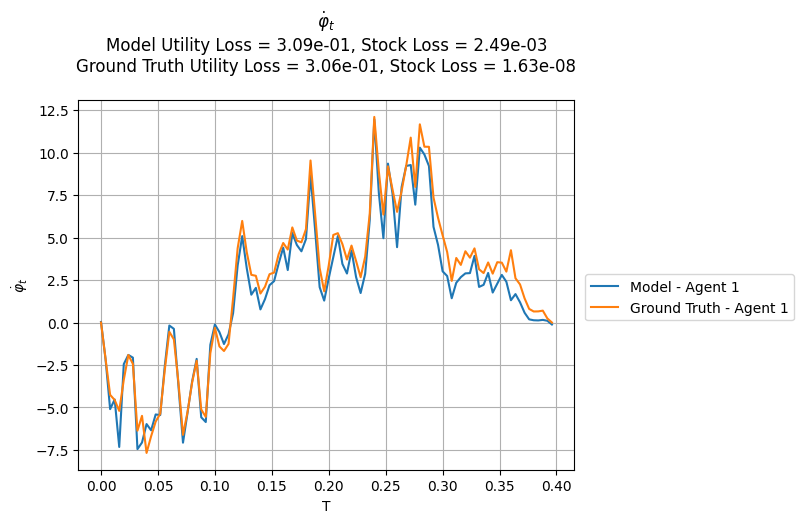 φ̇ₜ
Model Utility Loss = 3.09e-01, Stock Loss = 2.49e-03
Ground Truth Utility Loss = 3.06e-01, Stock Loss = 1.63e-08
12.5
10.0
7.5
5.0
2.5
0.0
−2.5
−5.0
−7.5
φ̇ₜ
0.00 0.05 0.10 0.15 0.20 0.25 0.30 0.35 0.40
T
Model - Agent 1
Ground Truth - Agent 1